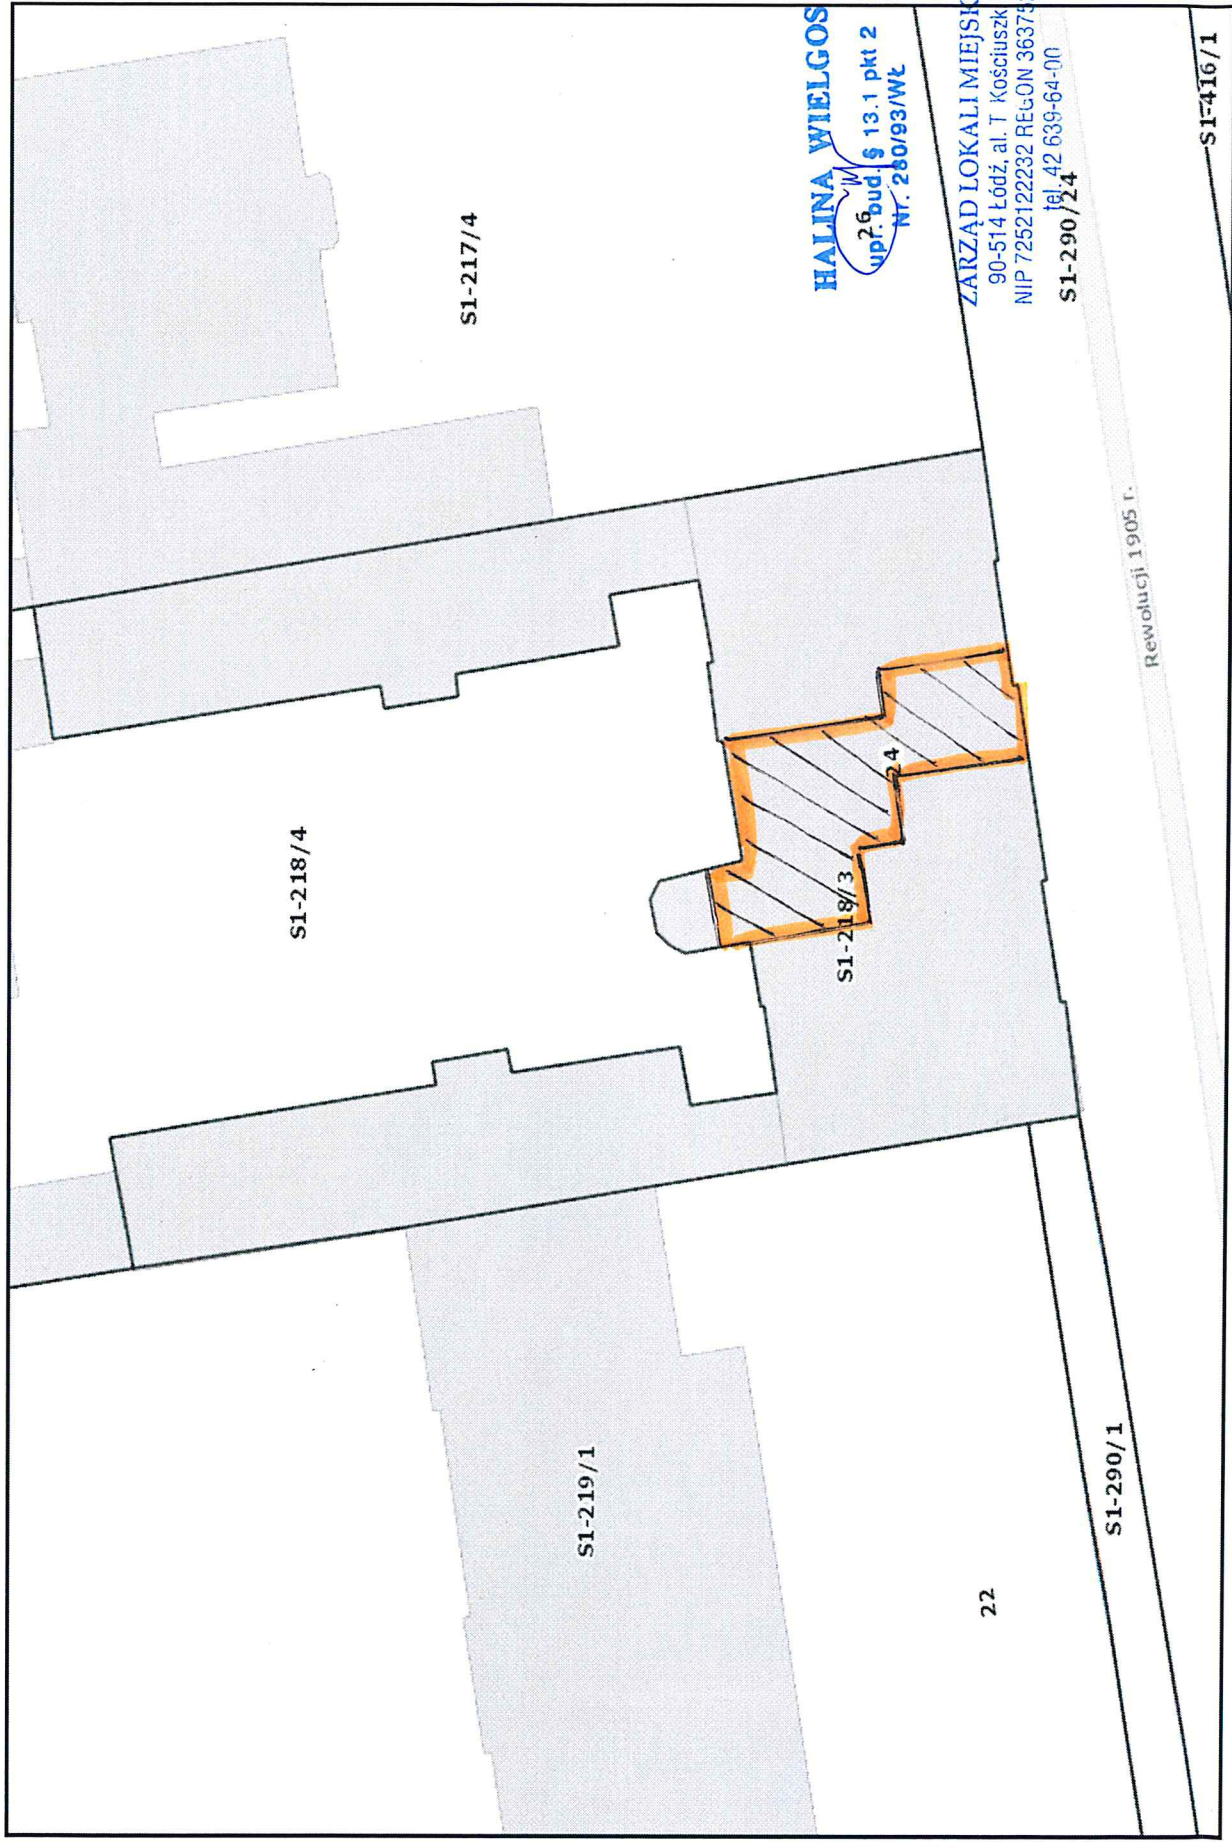 S1-217/4
S1-218/4
S1-219/1
HALINA WIELGOS
26
upr. bud. § 13.1 pkt 2
Nr. 280/93/WŁ
ZARZĄD LOKALI MIEJSK
90-514 Łódź, al. T Kościuszk
NIP 7252122232 REGON 36375
tel. 42 639-64-00
S1-290/24
S1-416/1
24
S1-218/3
Rewolucji 1905 r.
22
S1-290/1